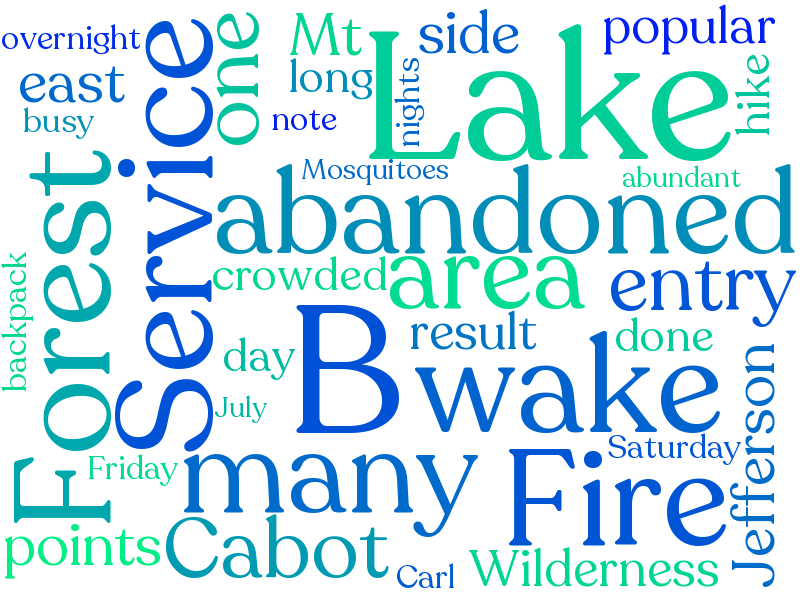 overnight
Service
one
Mt
side
popular
Lake
east
long
nights
hike
busy
note
Mosquitoes
abundant
Forest
abandoned
backpack
crowded
area
entry
B
result
done
day
wake
Jefferson
July
Saturday
Friday
many
Fire
points
Cabot
Carl
Wilderness